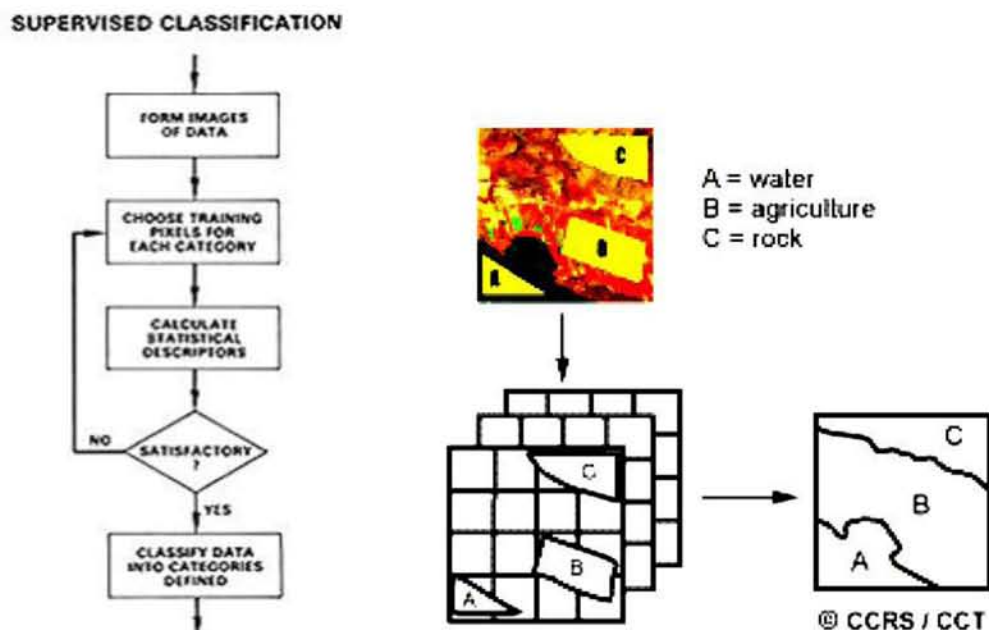 SUPERVISED CLASSIFICATION
FORM IMAGES
OF DATA
CHOOSE TRAINING
PIXELS FOR
EACH CATEGORY
CALCULATE
STATISTICAL
DESCRIPTORS
NO
SATISFACTORY
?
YES
CLASSIFY DATA
INTO CATEGORIES
DEFINED
C
B
A
A = water
B = agriculture
C = rock
C
B
A
C
B
A
© CCRS / CCT